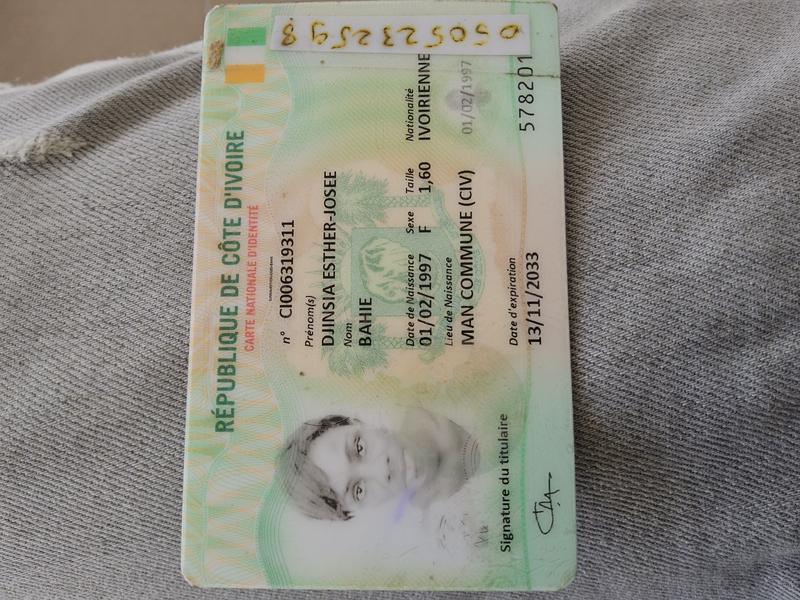 RÉPUBLIQUE DE CÔTE D'IVOIRE
CARTE NATIONALE D'IDENTITÉ
n° CI006319311
Prénom(s)
DJINSIA ESTHER-JOSEE
Nom
BAHIE
Date de Naissance Sexe Taille Nationalité
01/02/1997 F 1,60 IVOIRIENNE
Lieu de Naissance
MAN COMMUNE (CIV)
01/02/1997
Date d'expiration
13/11/2033
578201
Signature du titulaire
0505232598